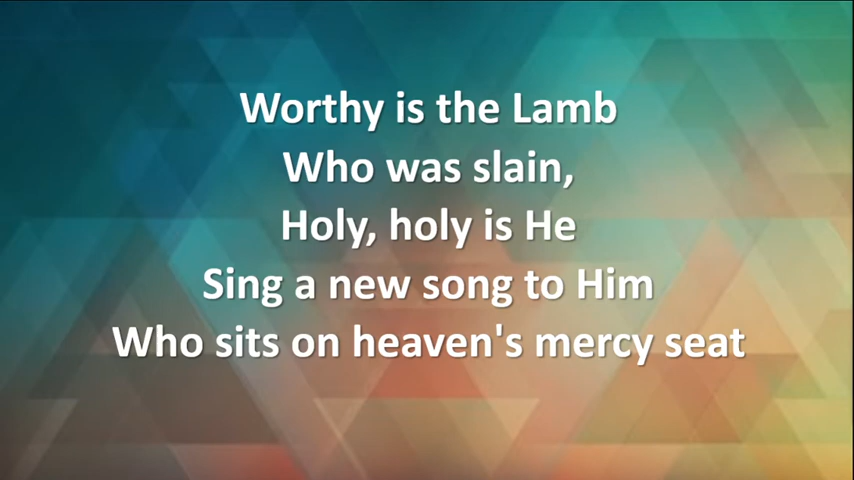 Worthy is the Lamb
Who was slain,
Holy, holy is He
Sing a new song to Him
Who sits on heaven's mercy seat